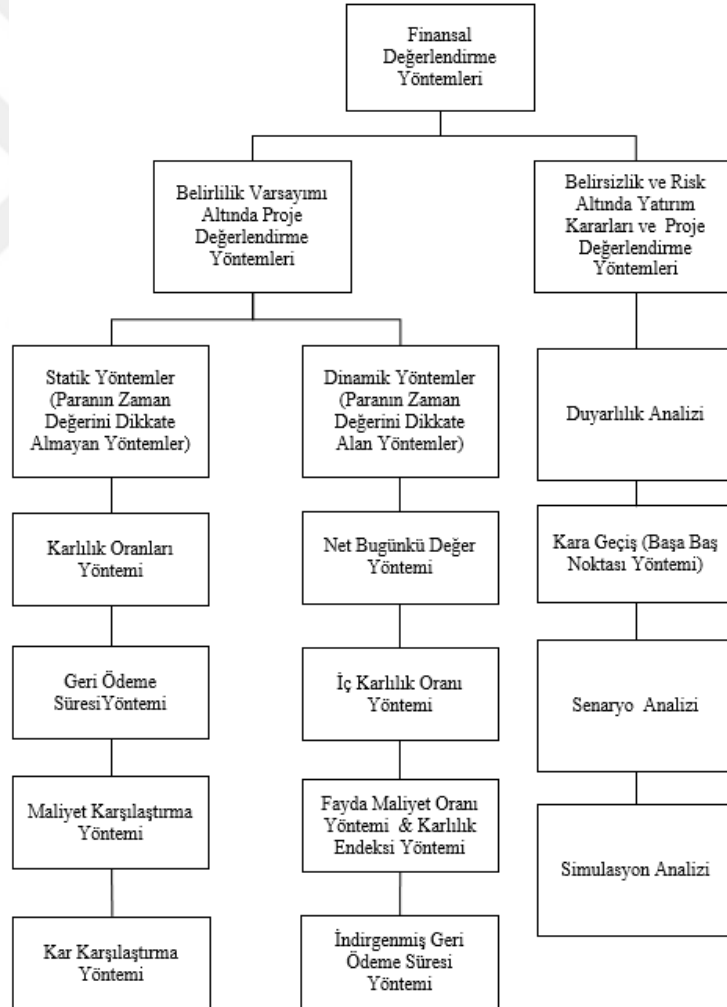 Finansal
Değerlendirme
Yöntemleri
Belirlilik Varsayımı
Altında Proje
Değerlendirme
Yöntemleri
Belirsizlik ve Risk
Altında Yatırım
Kararları ve Proje
Değerlendirme
Yöntemleri
Statik Yöntemler
(Paranın Zaman
Değerini Dikkate
Almayan Yöntemler)
Dinamik Yöntemler
(Paranın Zaman
Değerini Dikkate
Alan Yöntemler)
Duyarlılık Analizi
Karlılık Oranları
Yöntemi
Net Bugünkü Değer
Yöntemi
Kara Geçiş (Başa Baş
Noktası Yöntemi)
Geri Ödeme
SüresiYöntemi
İç Karlılık Oranı
Yöntemi
Senaryo Analizi
Maliyet Karşılaştırma
Yöntemi
Fayda Maliyet Oranı
Yöntemi & Karlılık
Endeksi Yöntemi
Simulasyon Analizi
Kar Karşılaştırma
Yöntemi
İndirgenmiş Geri
Ödeme Süresi
Yöntemi